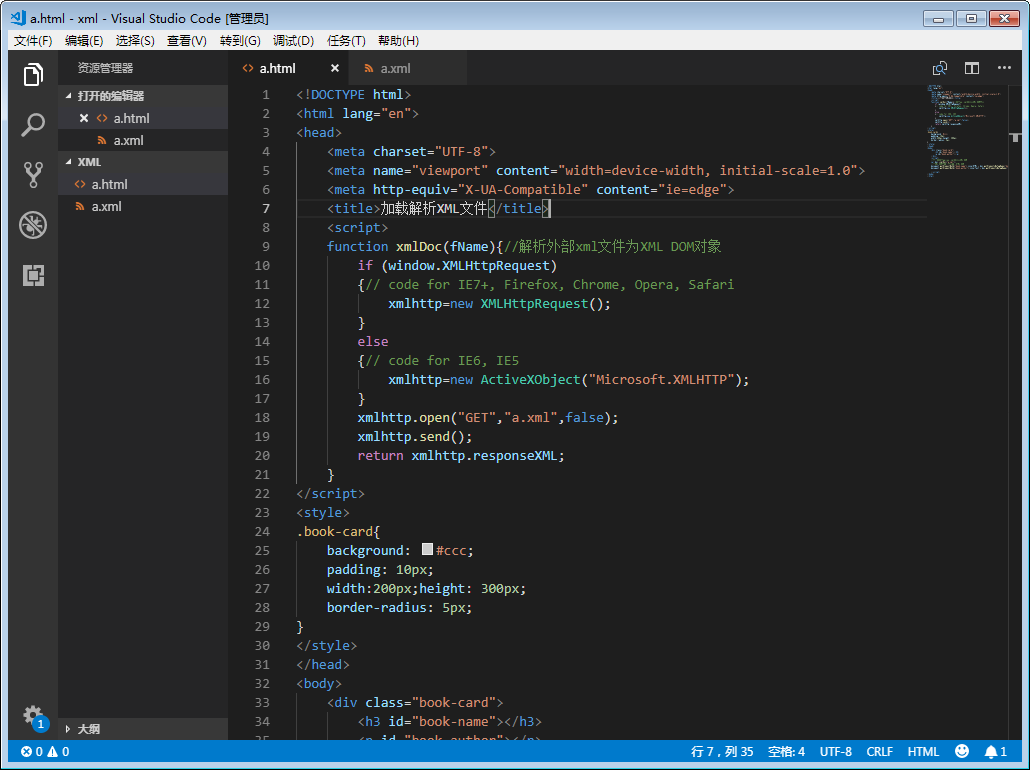 a.html - xml - Visual Studio Code [管理员]
文件(F) 编辑(E) 选择(S) 查看(V) 转到(G) 调试(D) 任务(T) 帮助(H)
资源管理器
打开的编辑器
a.html
a.xml
XML
a.html
a.xml
大纲
1
a.html a.xml
1 <!DOCTYPE html>
2 <html lang="en">
3 <head>
4 <meta charset="UTF-8">
5 <meta name="viewport" content="width=device-width, initial-scale=1.0">
6 <meta http-equiv="X-UA-Compatible" content="ie=edge">
7 <title>加载解析XML文件</title>
8 <script>
9 function xmlDoc(fName){//解析外部xml文件为XML DOM对象
10 if (window.XMLHttpRequest)
11 {// code for IE7+, Firefox, Chrome, Opera, Safari
12 xmlhttp=new XMLHttpRequest();
13 }
14 else
15 {// code for IE6, IE5
16 xmlhttp=new ActiveXObject("Microsoft.XMLHTTP");
17 }
18 xmlhttp.open("GET","a.xml",false);
19 xmlhttp.send();
20 return xmlhttp.responseXML;
21 }
22 </script>
23 <style>
24 .book-card{
25 background: #ccc;
26 padding: 10px;
27 width:200px;height: 300px;
28 border-radius: 5px;
29 }
30 </style>
31 </head>
32 <body>
33 <div class="book-card">
34 <h3 id="book-name"></h3>
35 <p id="book-author"></p>
0 0 行 7，列 35 空格: 4 UTF-8 CRLF HTML 1